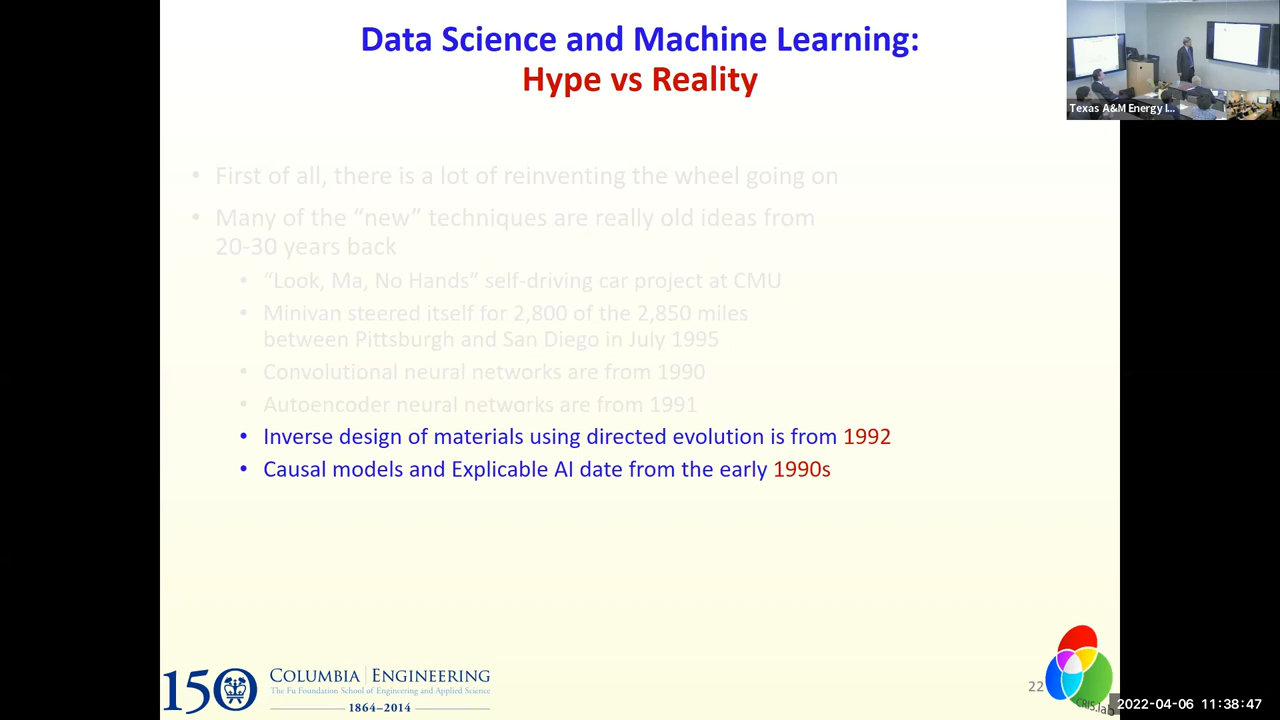 Data Science and Machine Learning:
Hype vs Reality
Texas A&M Energy I...
• First of all, there is a lot of reinventing the wheel going on
• Many of the “new” techniques are really old ideas from
20-30 years back
• “Look, Ma, No Hands” self-driving car project at CMU
• Minivan steered itself for 2,800 of the 2,850 miles
between Pittsburgh and San Diego in July 1995
• Convolutional neural networks are from 1990
• Autoencoder neural networks are from 1991
• Inverse design of materials using directed evolution is from 1992
• Causal models and Explicable AI date from the early 1990s
150
COLUMBIA | ENGINEERING
The Fu Foundation School of Engineering and Applied Science
1864–2014
22
CRIS.lab
2022-04-06 11:38:47